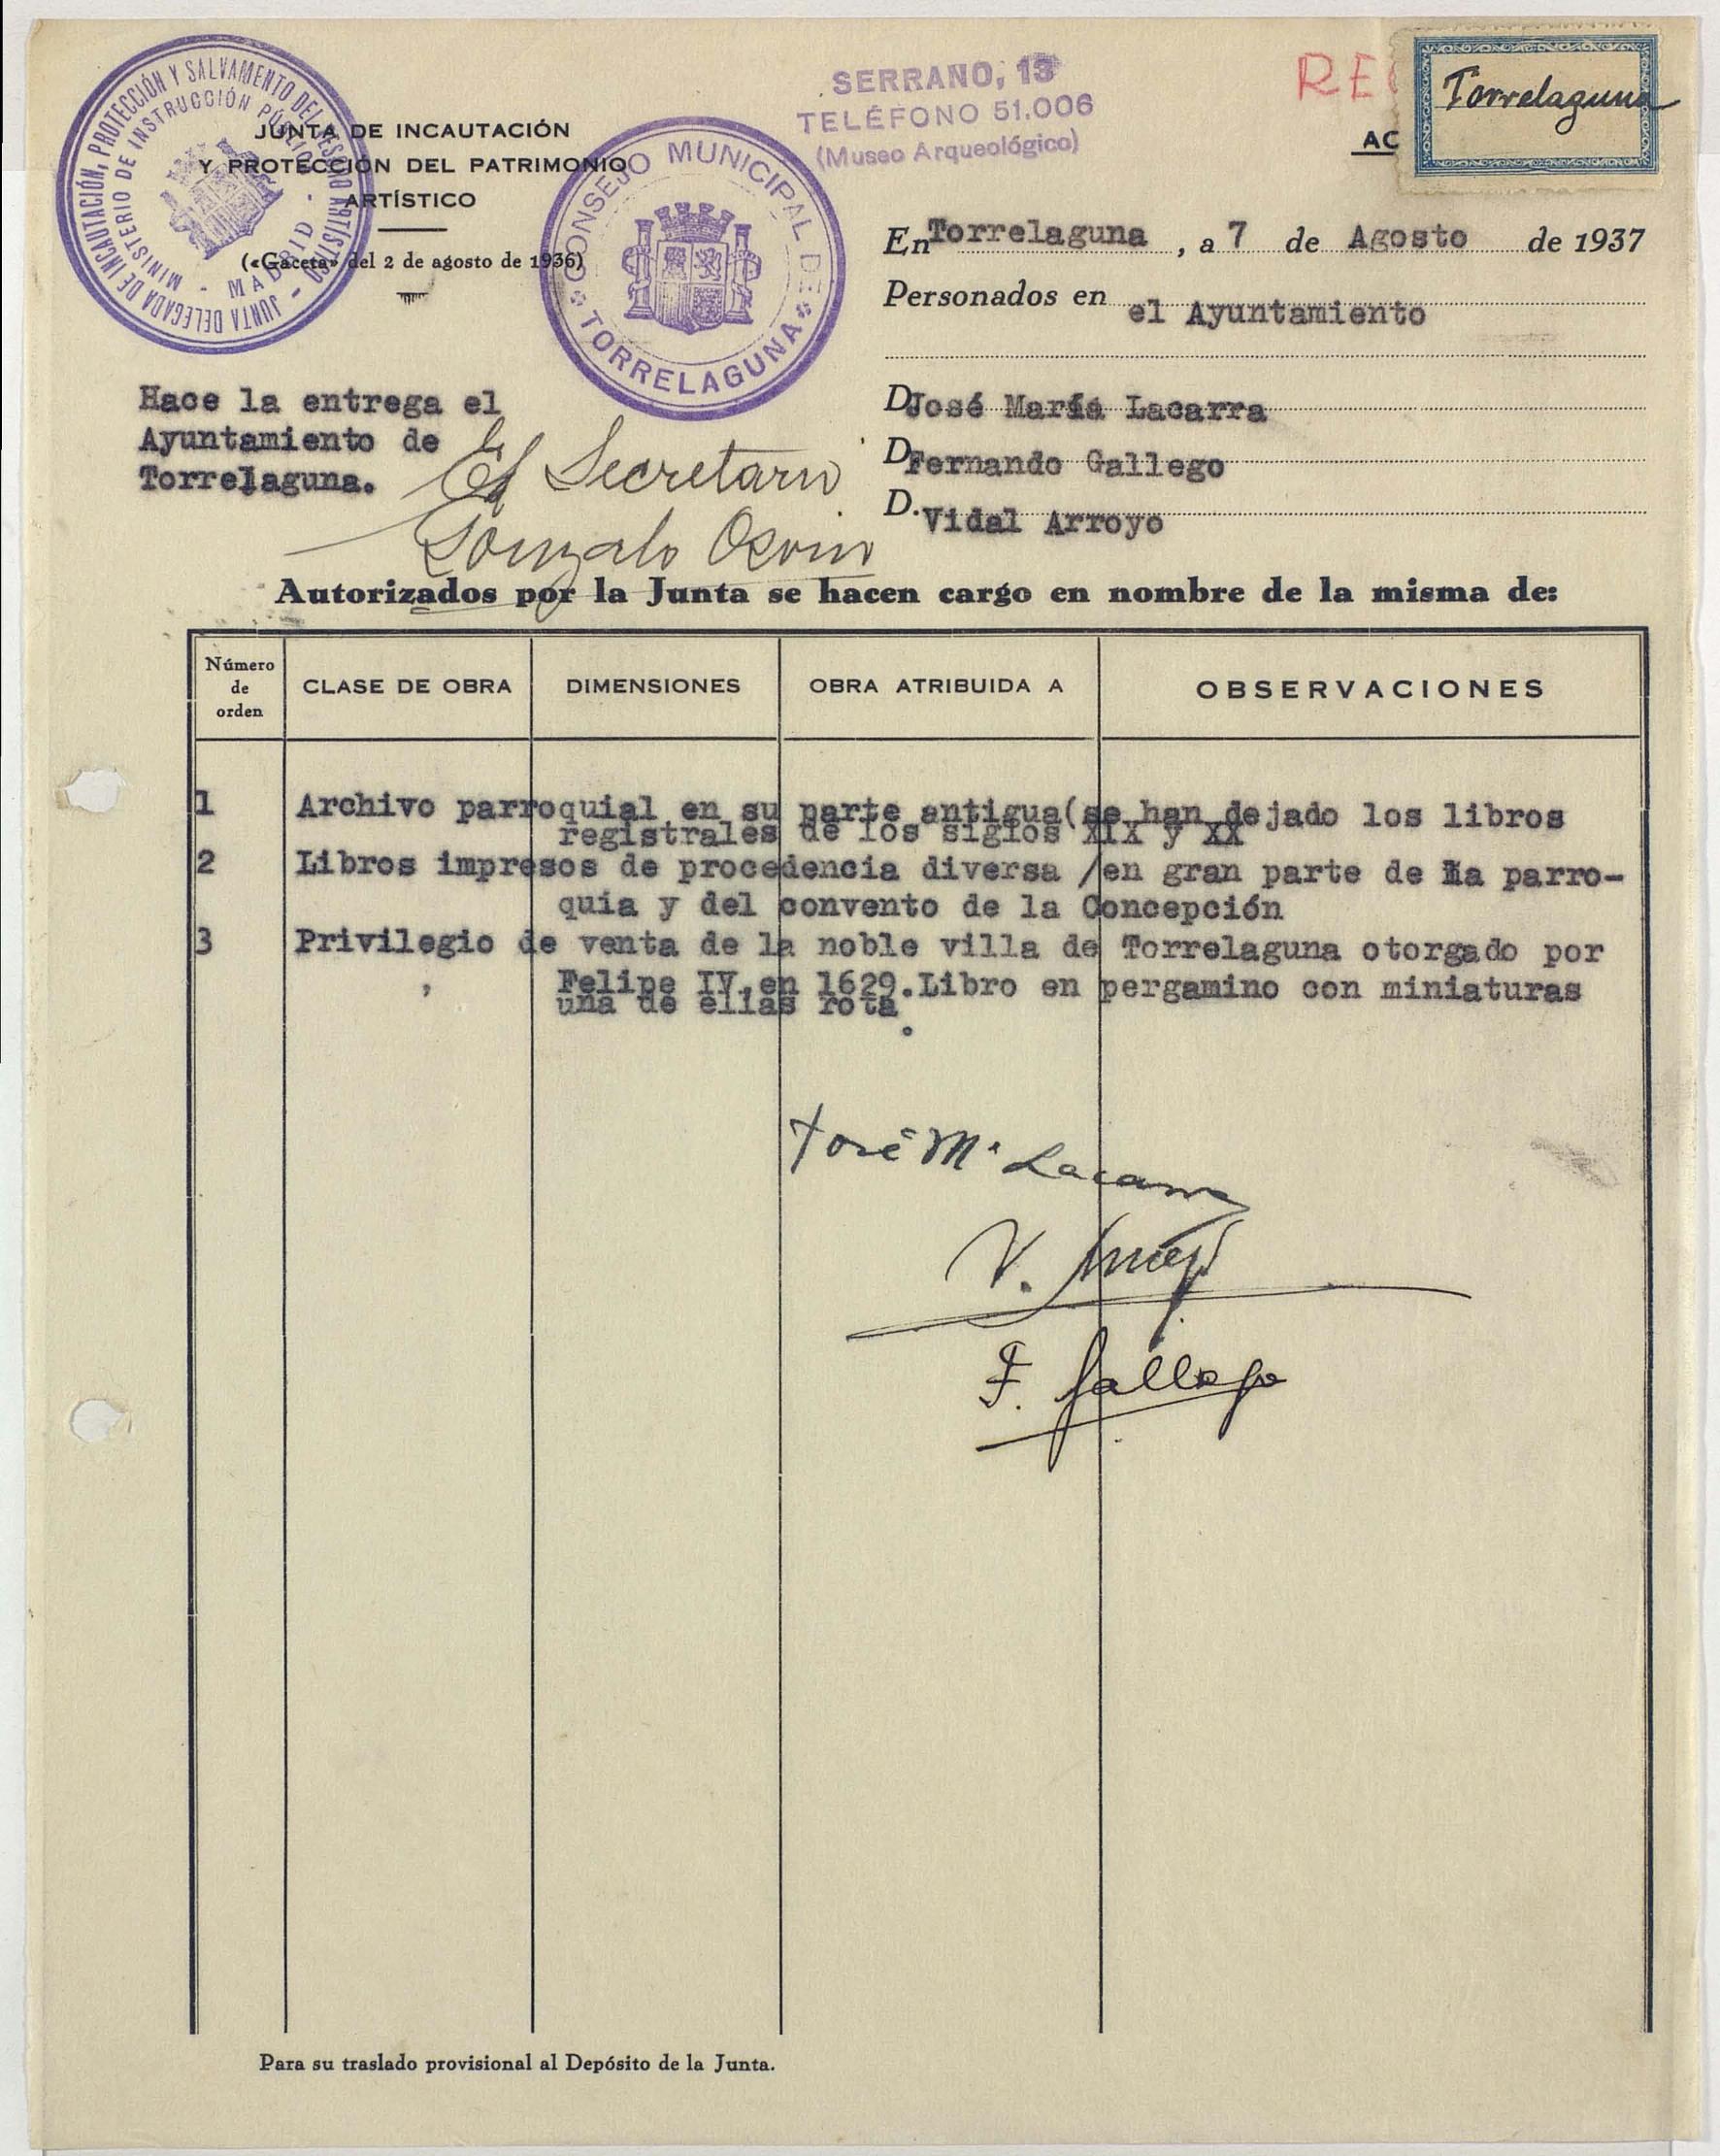 JUNTA DELEGADA DE INCAUTACIÓN, PROTECCIÓN Y SALVAMENTO DEL TESORO ARTÍSTICO -
MINISTERIO DE INSTRUCCIÓN PÚBLICA
- MADRID -
JUNTA DE INCAUTACIÓN
Y PROTECCIÓN DEL PATRIMONIO
ARTÍSTICO
(«Gaceta» del 2 de agosto de 1936)
CONSEJO MUNICIPAL DE
TORRELAGUNA
SERRANO, 13
TELÉFONO 51.006
(Museo Arqueológico)
Torrelaguna
AC
En Torrelaguna, a 7 de Agosto de 1937
Personados en el Ayuntamiento
D. José María Lacarra
D. Fernando Gallego
D. Vidal Arroyo
Hace la entrega el
Ayuntamiento de
Torrelaguna.
El Secretario
Gonzalo
Autorizados por la Junta se hacen cargo en nombre de la misma de:
Número de orden CLASE DE OBRA DIMENSIONES OBRA ATRIBUIDA A OBSERVACIONES
1 Archivo parroquial en su parte antigua(se han dejado los libros
registrales de los siglos XIX y XX
2 Libros impresos de procedencia diversa /en gran parte de la parro-
quia y del convento de la Concepción
3 Privilegio de venta de la noble villa de Torrelaguna otorgado por
Felipe IV.en 1629.Libro en pergamino con miniaturas
una de ellas rota.
José Mª Lacarra
V. Arroyo
F. Gallego
Para su traslado provisional al Depósito de la Junta.